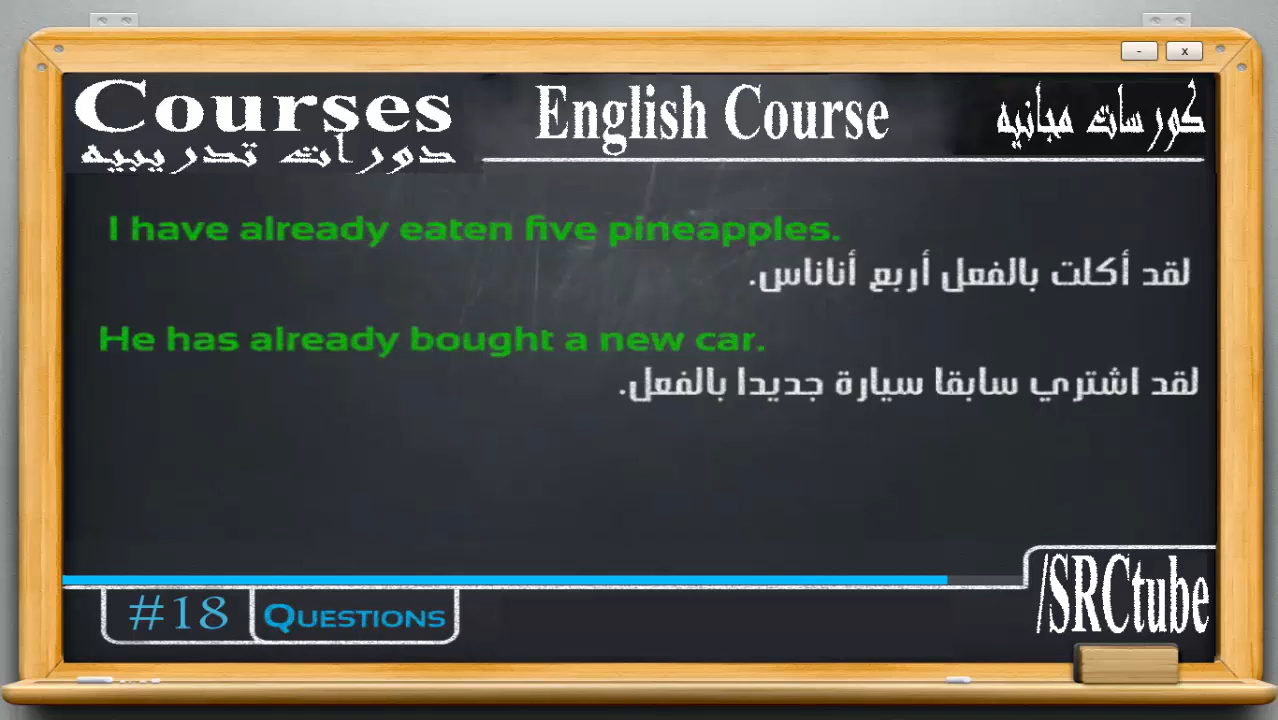 - x
Courses
دورات تدريبيه
English Course
كورسات مجانيه
I have already eaten five pineapples.
لقد أكلت بالفعل أربع أناناس.
He has already bought a new car.
لقد اشتري سابقا سيارة جديدا بالفعل.
#18 QUESTIONS
/SRCtube